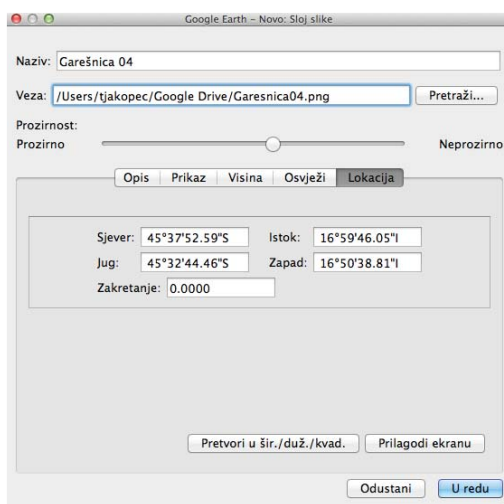 Google Earth – Novo: Sloj slike
Naziv: Garešnica 04
Veza: /Users/tjakopec/Google Drive/Garesnica04.png Pretraži...
Prozirnost:
Prozirno Neprozirno
Opis Prikaz Visina Osvježi Lokacija
Sjever: 45°37'52.59"S Istok: 16°59'46.05"I
Jug: 45°32'44.46"S Zapad: 16°50'38.81"I
Zakretanje: 0.0000
Pretvori u šir./duž./kvad. Prilagodi ekranu
Odustani U redu